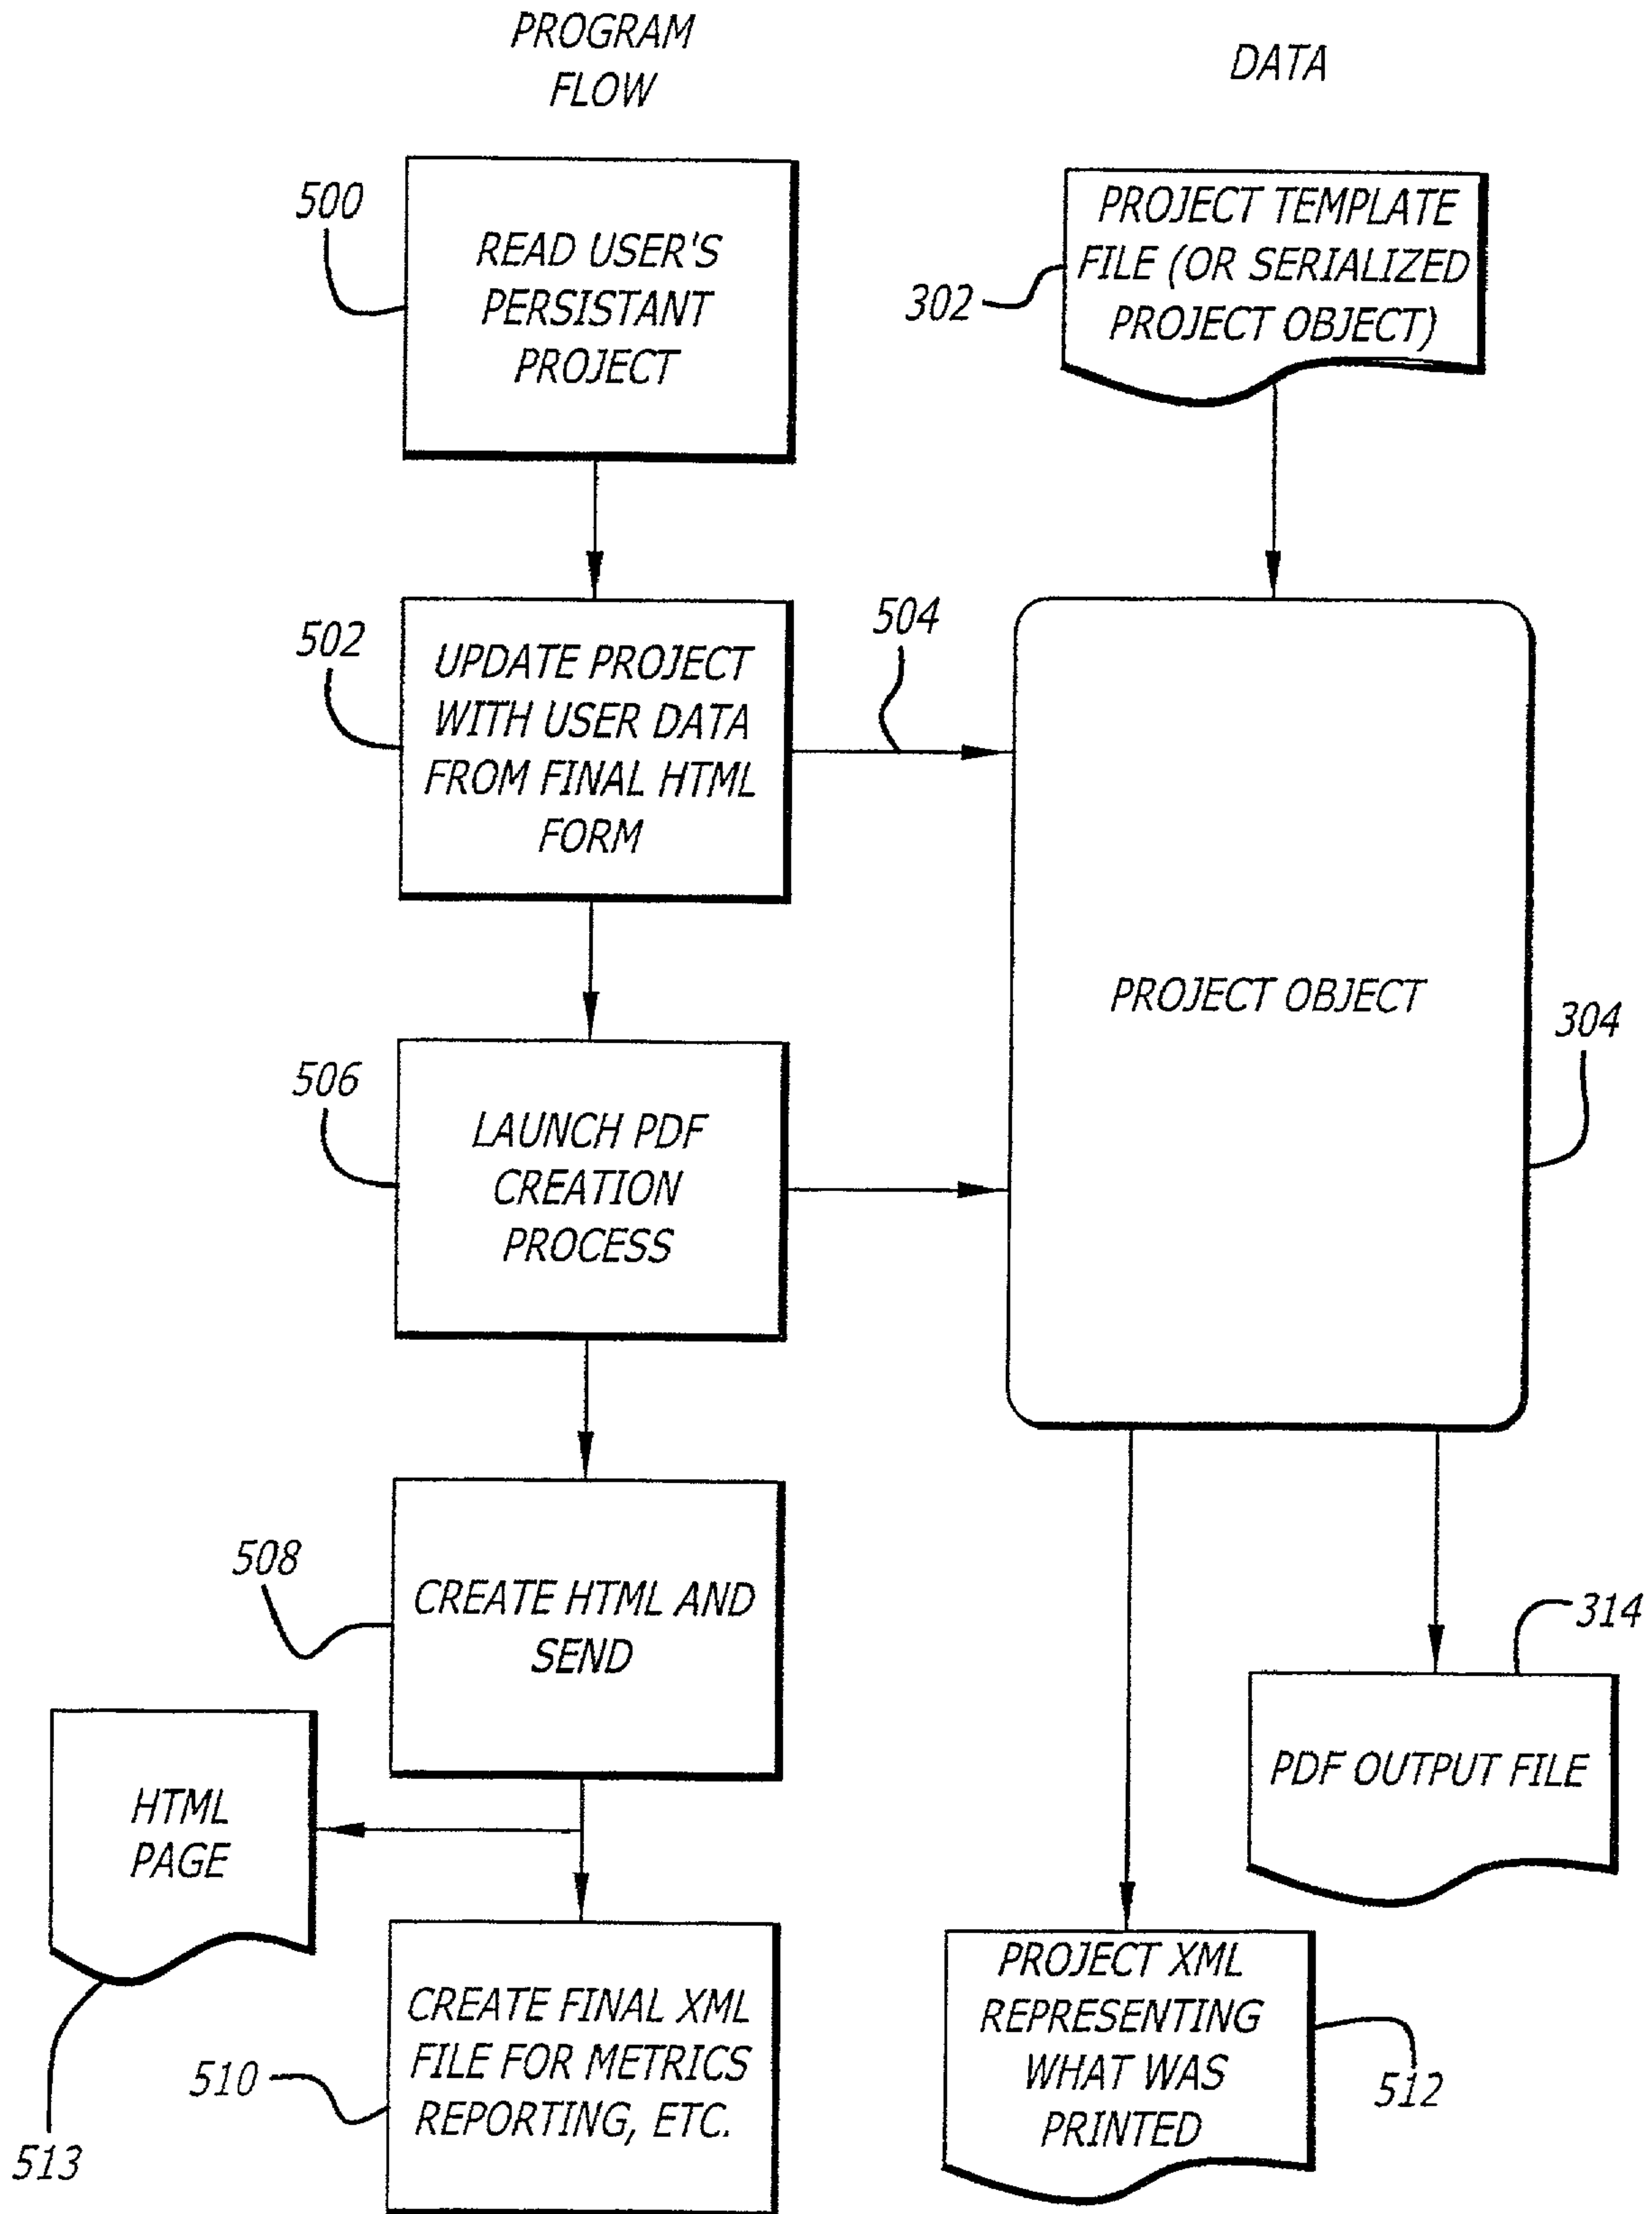 PROGRAM
FLOW
DATA
500
READ USER'S
PERSISTANT
PROJECT
302
PROJECT TEMPLATE
FILE (OR SERIALIZED
PROJECT OBJECT)
502
UPDATE PROJECT
WITH USER DATA
FROM FINAL HTML
FORM
504
PROJECT OBJECT
304
506
LAUNCH PDF
CREATION
PROCESS
508
CREATE HTML AND
SEND
314
PDF OUTPUT FILE
HTML
PAGE
513
510
CREATE FINAL XML
FILE FOR METRICS
REPORTING, ETC.
PROJECT XML
REPRESENTING
WHAT WAS
PRINTED
512